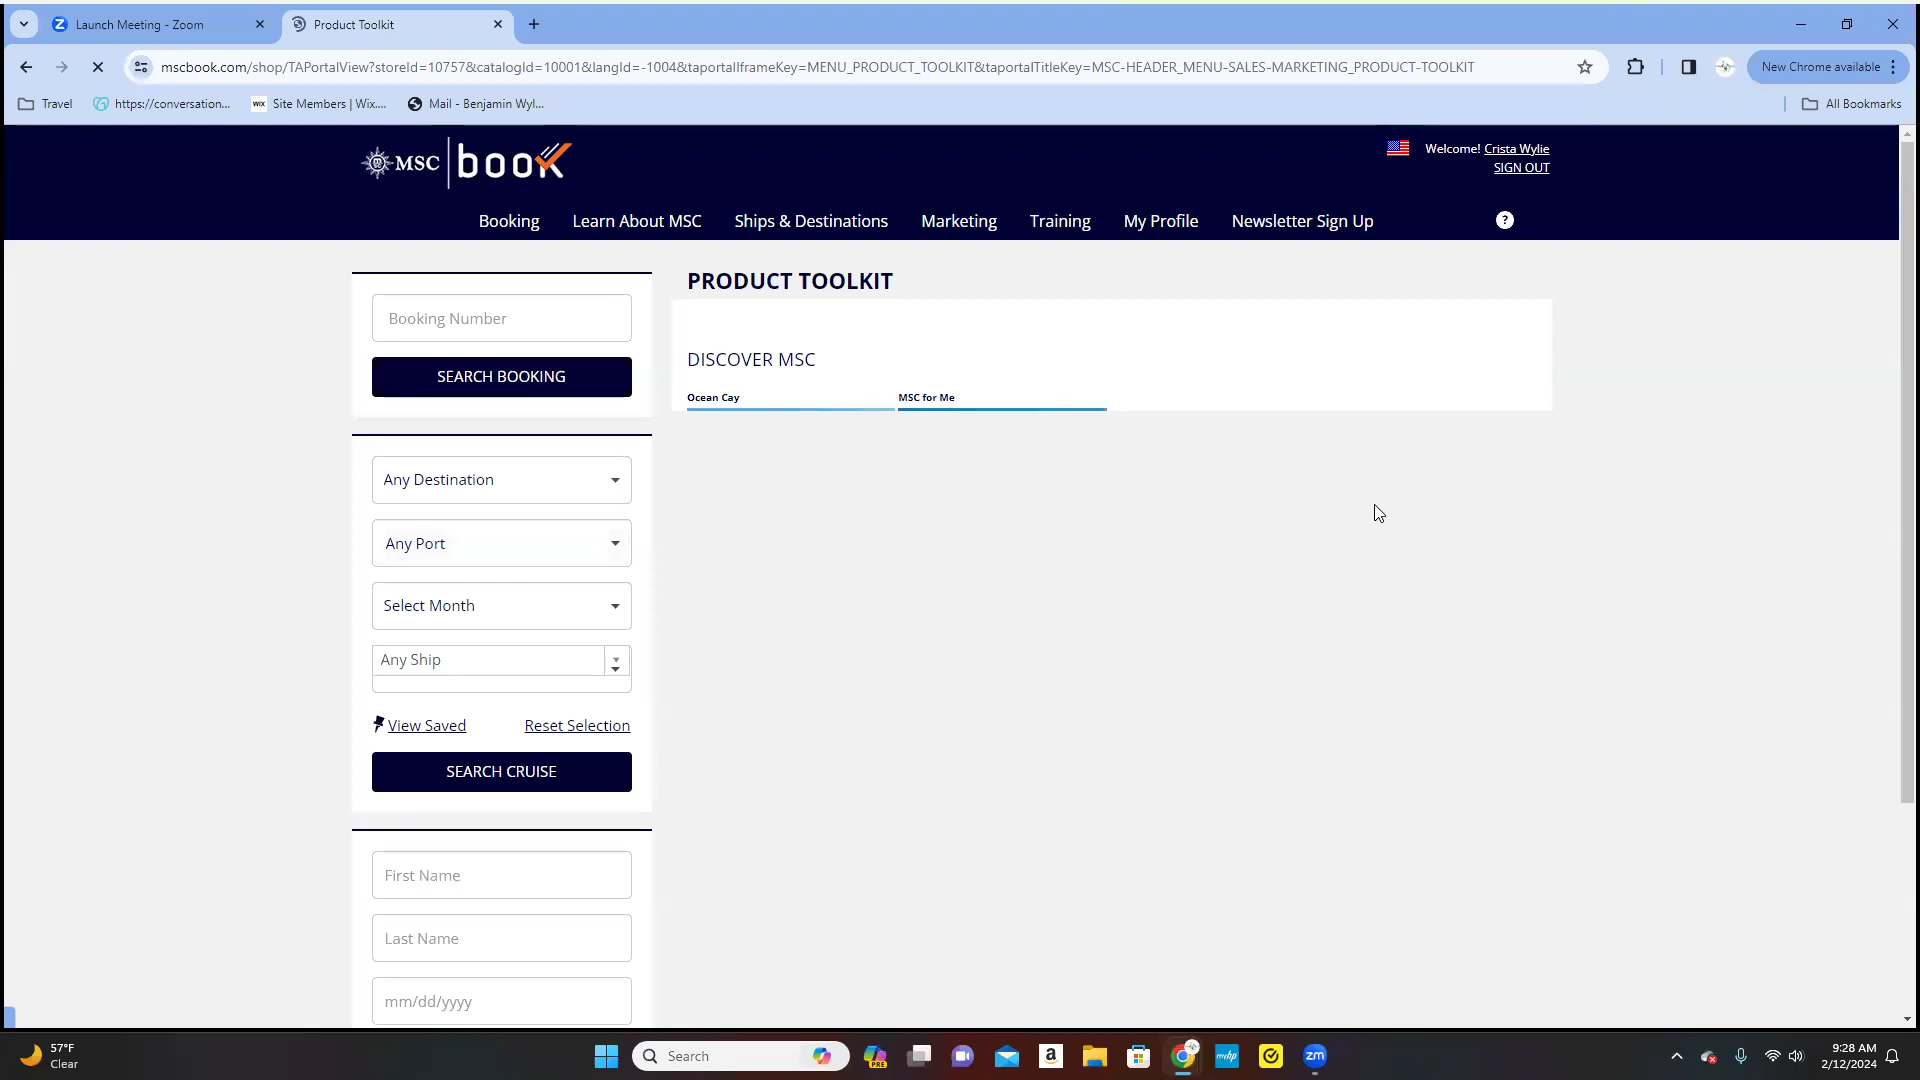 Launch Meeting - Zoom
Product Toolkit
mscbook.com/shop/TAPortalView?storeId=10757&catalogId=10001&langId=-1004&taportalIframeKey=MENU_PRODUCT_TOOLKIT&taportalTitleKey=MSC-HEADER_MENU-SALES-MARKETING_PRODUCT-TOOLKIT
New Chrome available
Travel
https://conversation...
WIX Site Members | Wix....
Mail - Benjamin Wyl...
All Bookmarks
MSC book
Welcome! Crista Wylie
SIGN OUT
Booking
Learn About MSC
Ships & Destinations
Marketing
Training
My Profile
Newsletter Sign Up
?
Booking Number
SEARCH BOOKING
Any Destination
Any Port
Select Month
Any Ship
View Saved
Reset Selection
SEARCH CRUISE
First Name
Last Name
mm/dd/yyyy
PRODUCT TOOLKIT
DISCOVER MSC
Ocean Cay
MSC for Me
57°F
Clear
Search
PRE
a
myhp
zm
9:28 AM
2/12/2024